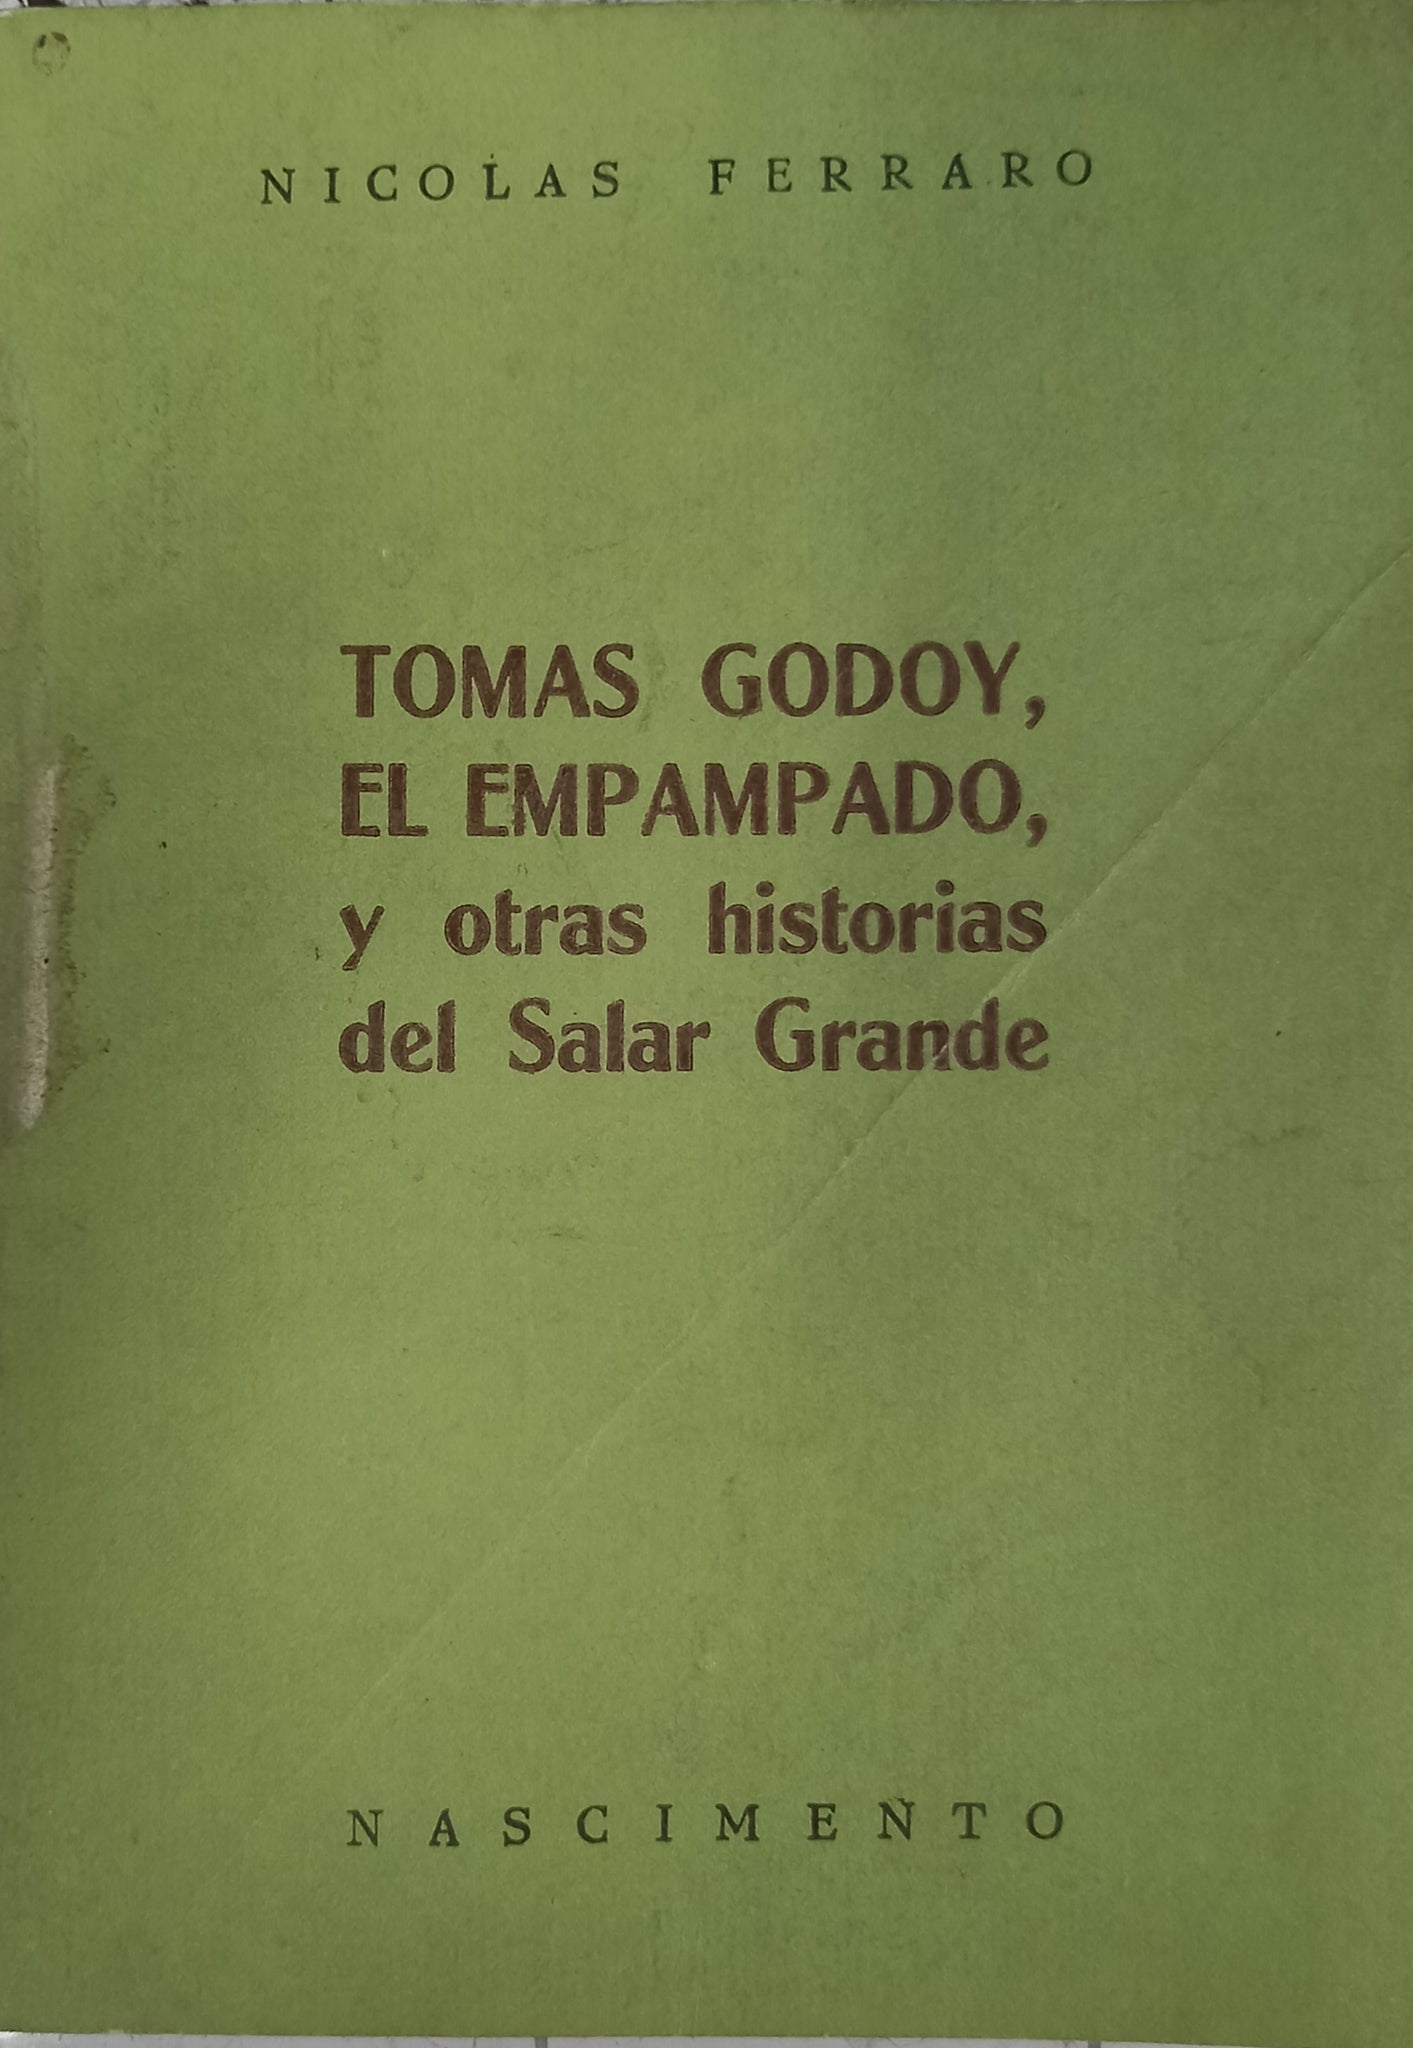 NICOLAS FERRARO
TOMAS GODOY,
EL EMPAMPADO,
y otras historias
del Salar Grande
NASCIMENTO